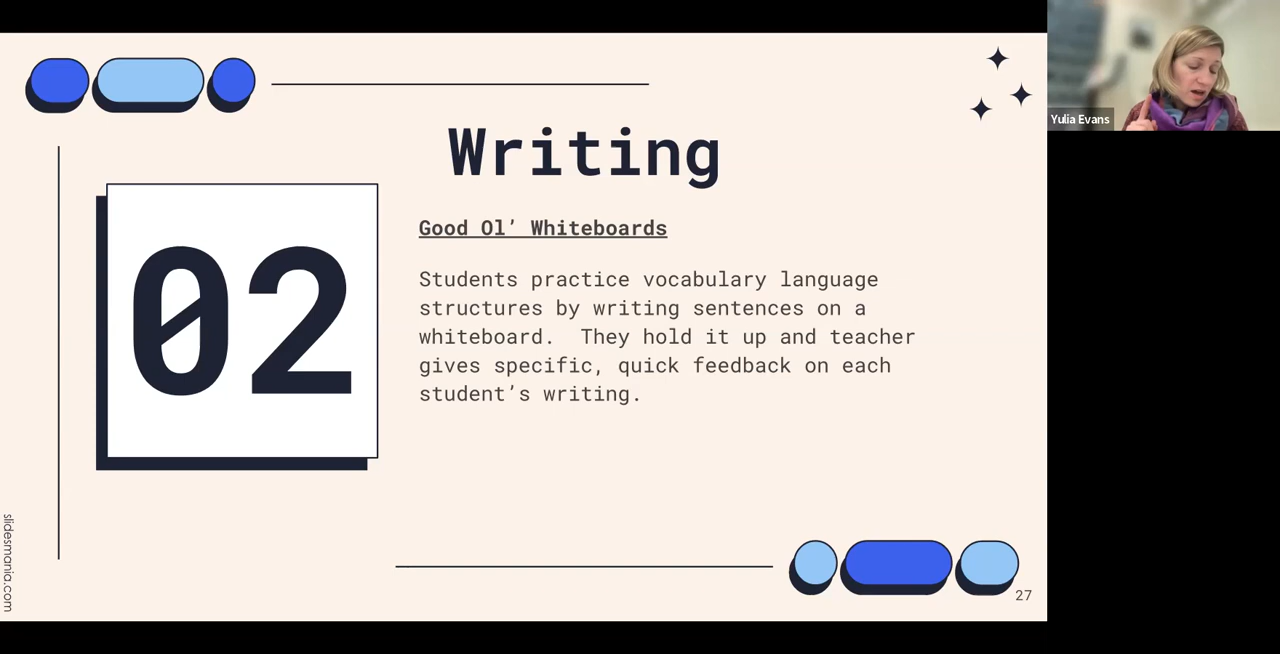 Writing
02
Good Ol’ Whiteboards
Students practice vocabulary language
structures by writing sentences on a
whiteboard.  They hold it up and teacher
gives specific, quick feedback on each
student’s writing.
slidesmania.com
27
Yulia Evans